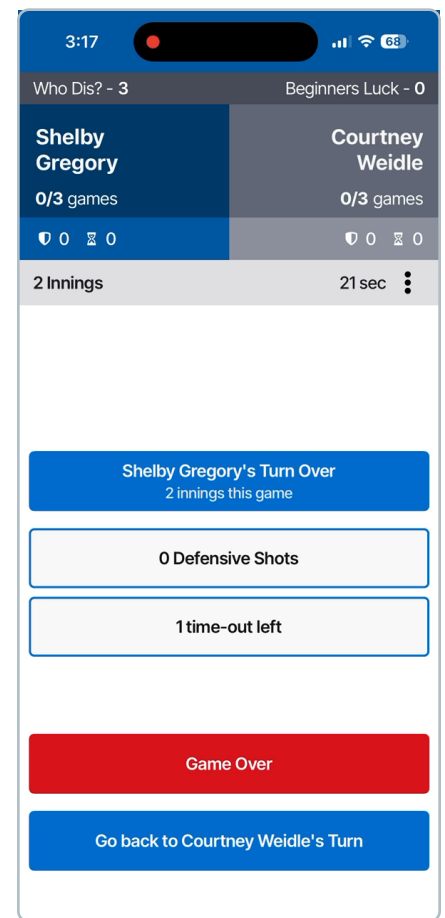 3:17 68
Who Dis? - 3 Beginners Luck - 0
Shelby Courtney
Gregory Weidle
0/3 games 0/3 games
0 0 0 0
2 Innings 21 sec
Shelby Gregory's Turn Over
2 innings this game
0 Defensive Shots
1 time-out left
Game Over
Go back to Courtney Weidle's Turn